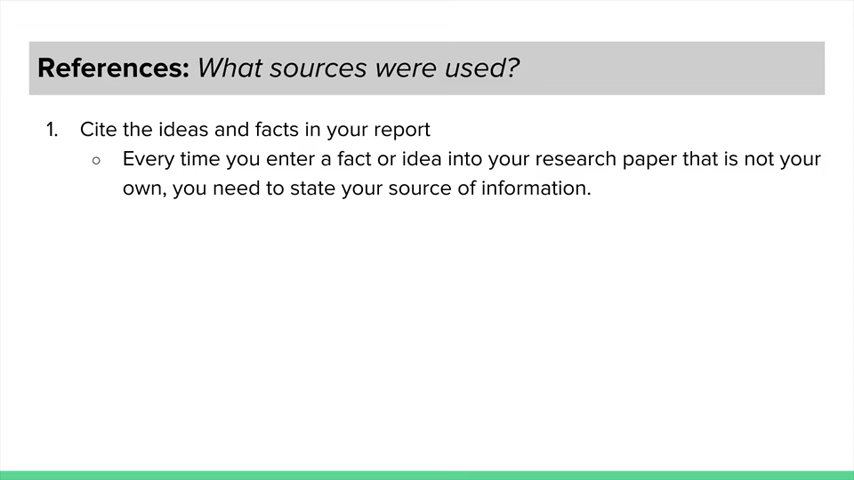 References: What sources were used?
1. Cite the ideas and facts in your report
○ Every time you enter a fact or idea into your research paper that is not your
own, you need to state your source of information.